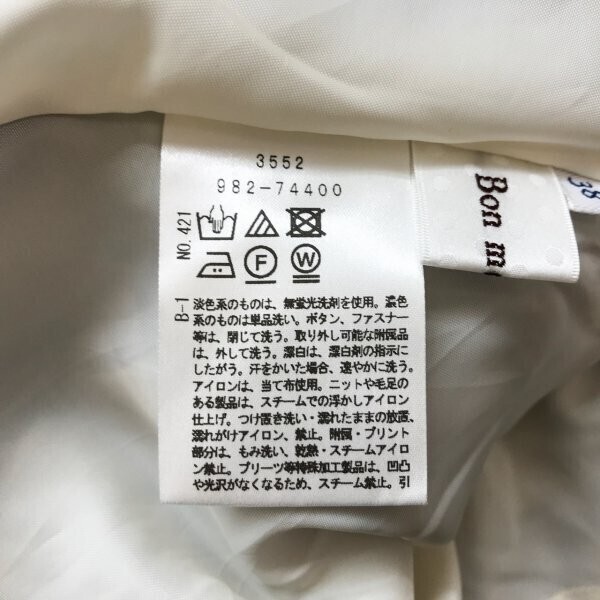 3552
982-74400
NO. 421
F
W
B-1
淡色系のものは、無蛍光洗剤を使用。濃色
系のものは単品洗い。ボタン、ファスナー
等は、閉じて洗う。取り外し可能な附属品
は、外して洗う。漂白は、漂白剤の指示に
したがう。汗をかいた場合、速やかに洗う。
アイロンは、当て布使用。ニットや毛足の
ある製品は、スチームでの浮かしアイロン
仕上げ。つけ置き洗い・濡れたままの放置、
濡れがけアイロン、禁止。附属・プリント
部分は、もみ洗い、乾熱・スチームアイロ
ン禁止。プリーツ等特殊加工製品は、凹凸
や光沢がなくなるため、スチーム禁止。引
Bon m
38